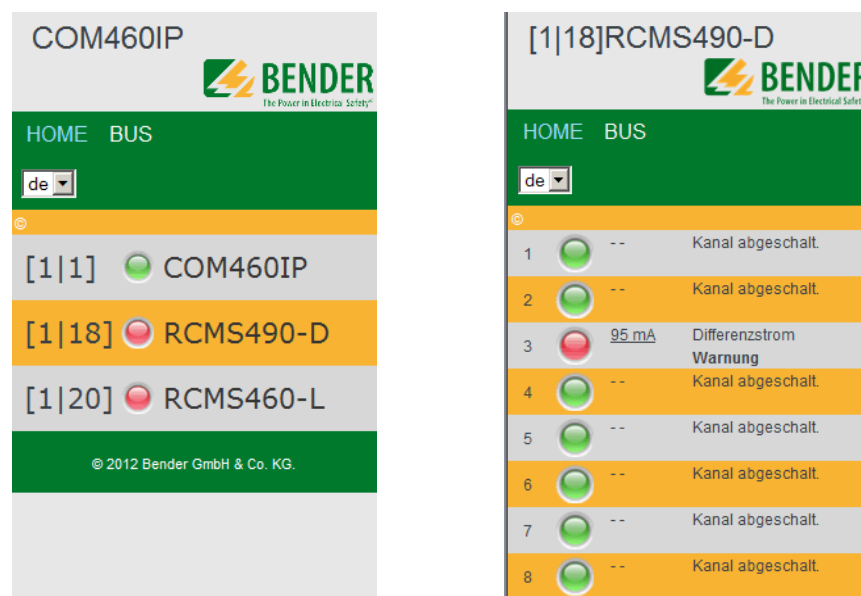 COM460IP
BENDER
The Power in Electrical Safety®
HOME BUS
de
©
[1|1] COM460IP
[1|18] RCMS490-D
[1|20] RCMS460-L
© 2012 Bender GmbH & Co. KG.
[1|18]RCMS490-D
BENDER
The Power in Electrical Safet
HOME BUS
de
©
1 -- Kanal abgeschalt.
2 -- Kanal abgeschalt.
3 95 mA Differenzstrom
Warnung
4 -- Kanal abgeschalt.
5 -- Kanal abgeschalt.
6 -- Kanal abgeschalt.
7 -- Kanal abgeschalt.
8 -- Kanal abgeschalt.